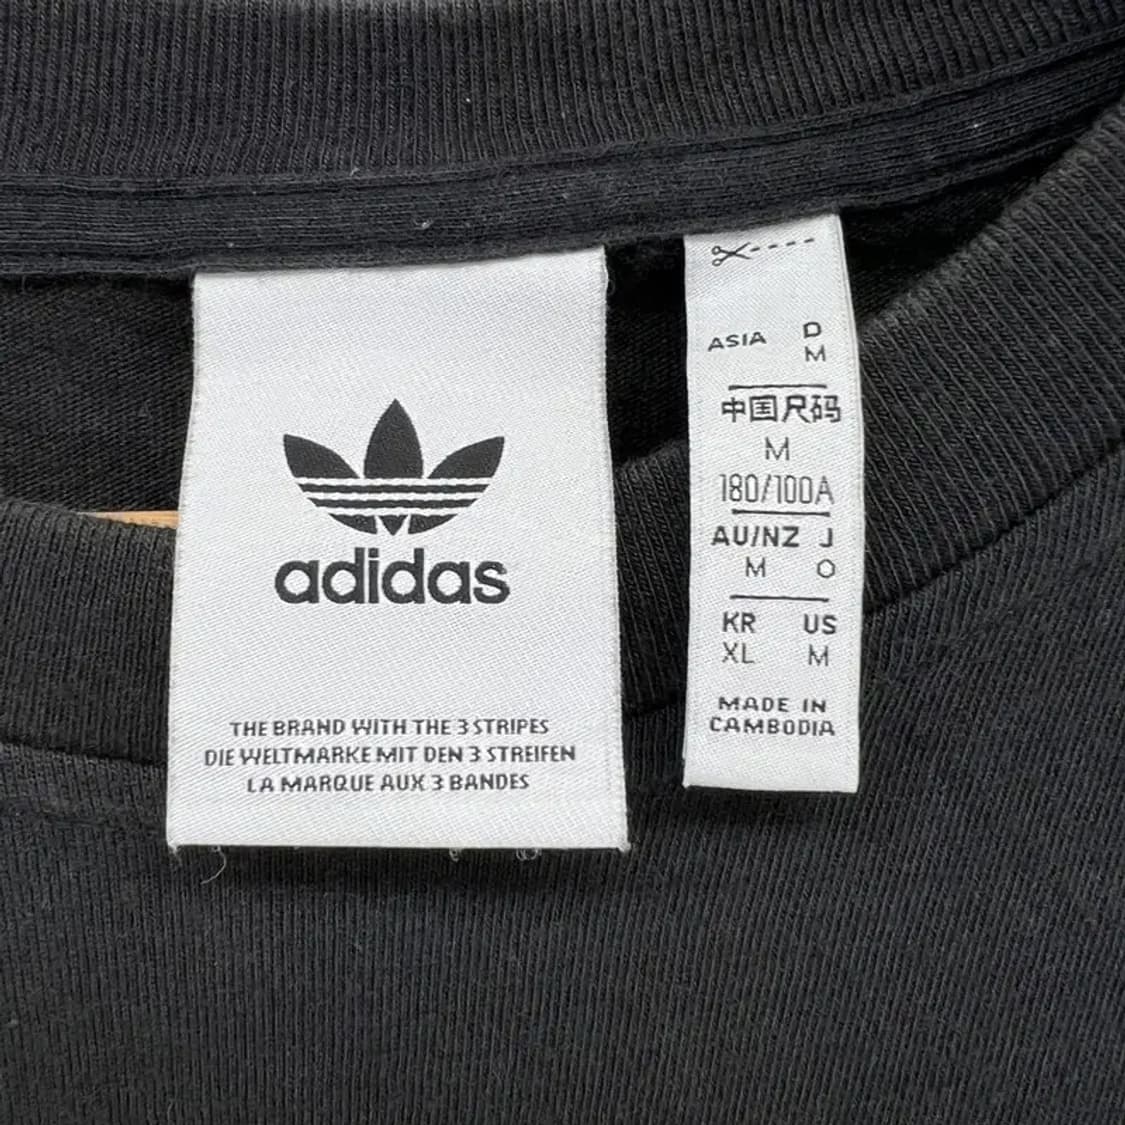 adidas
THE BRAND WITH THE 3 STRIPES
DIE WELTMARKE MIT DEN 3 STREIFEN
LA MARQUE AUX 3 BANDES
ASIA D
M
中国尺码
M
180/100A
AU/NZ J
M O
KR US
XL M
MADE IN
CAMBODIA